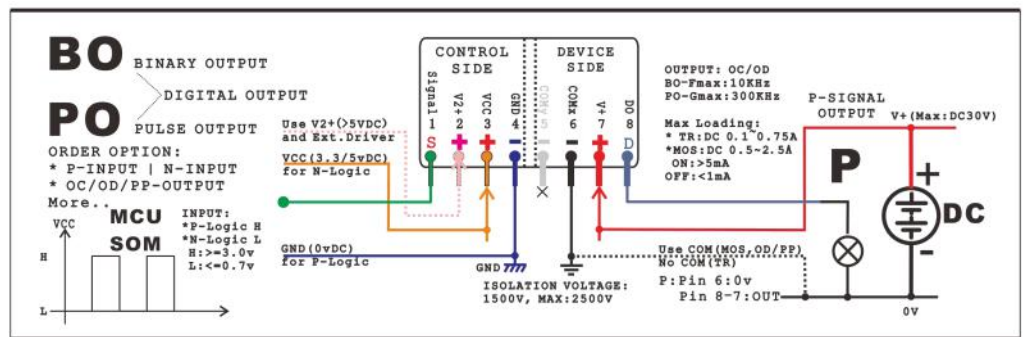 BO BINARY OUTPUT
DIGITAL OUTPUT
PO PULSE OUTPUT
ORDER OPTION:
* P-INPUT | N-INPUT
* OC/OD/PP-OUTPUT
More..
VCC
MCU
SOM
H
L
INPUT:
*P-Logic H
*N-Logic L
H:>=3.0v
L:<=0.7v
Use V2+(>5VDC)
and Ext.Driver
VCC(3.3/5vDC)
for N-Logic
GND(0vDC)
for P-Logic
CONTROL
SIDE
DEVICE
SIDE
Signal 1
V2+ 2
VCC 3
GND 4
COMx 5
COMx 6
V+ 7
DO 8
S
D
GND
ISOLATION VOLTAGE:
1500V, MAX:2500V
OUTPUT: OC/OD
BO-Fmax:10KHz
PO-Gmax:300KHz
Max Loading:
* TR:DC 0.1~0.75A
*MOS:DC 0.5~2.5A
ON:>5mA
OFF:<1mA
P-SIGNAL
OUTPUT
V+(Max:DC30V)
P
+
DC
-
Use COM(MOS,OD/PP)
No COM(TR)
P:Pin 6:0v
Pin 8-7:OUT
0V